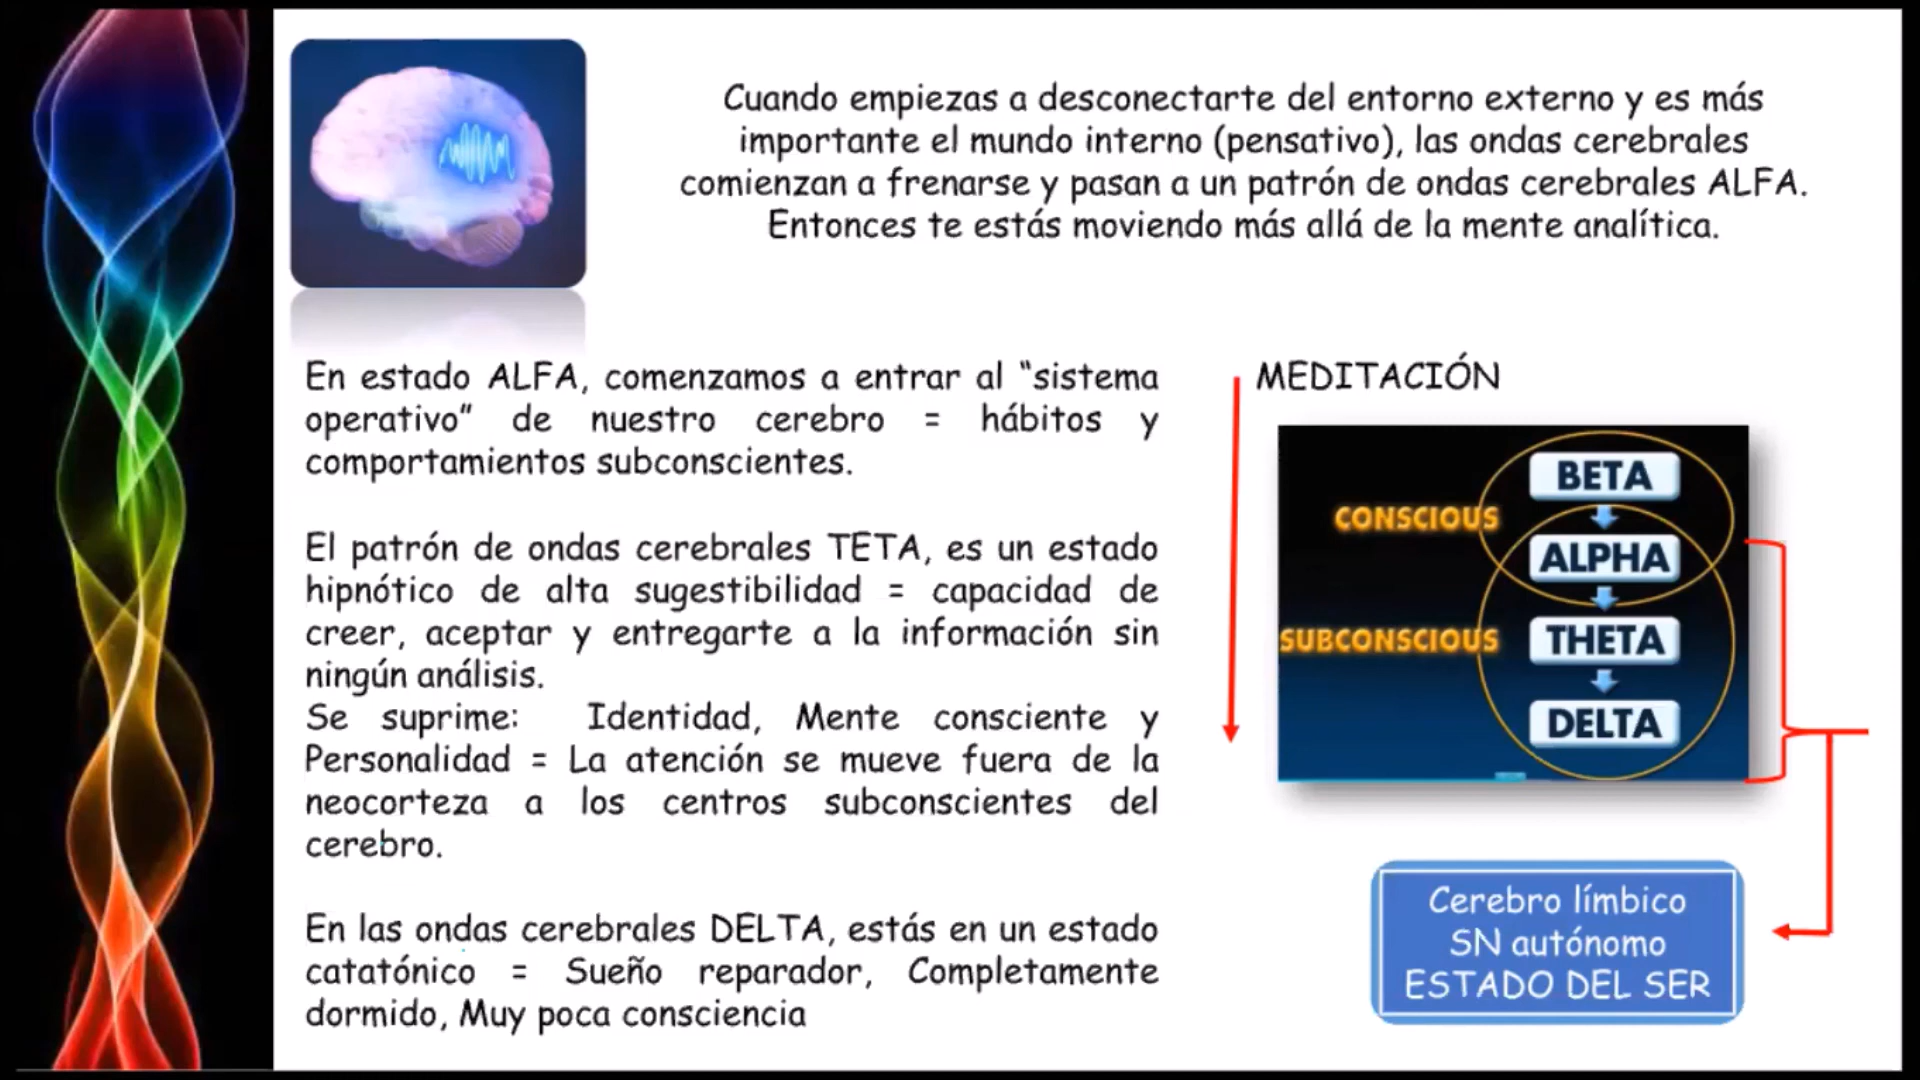 Cuando empiezas a desconectarte del entorno externo y es más
importante el mundo interno (pensativo), las ondas cerebrales
comienzan a frenarse y pasan a un patrón de ondas cerebrales ALFA.
Entonces te estás moviendo más allá de la mente analítica.
En estado ALFA, comenzamos a entrar al “sistema
operativo” de nuestro cerebro = hábitos y
comportamientos subconscientes.
El patrón de ondas cerebrales TETA, es un estado
hipnótico de alta sugestibilidad = capacidad de
creer, aceptar y entregarte a la información sin
ningún análisis.
Se suprime: Identidad, Mente consciente y
Personalidad = La atención se mueve fuera de la
neocorteza a los centros subconscientes del
cerebro.
En las ondas cerebrales DELTA, estás en un estado
catatónico = Sueño reparador, Completamente
dormido, Muy poca consciencia
MEDITACIÓN
BETA
CONSCIOUS
ALPHA
SUBCONSCIOUS
THETA
DELTA
Cerebro límbico
SN autónomo
ESTADO DEL SER